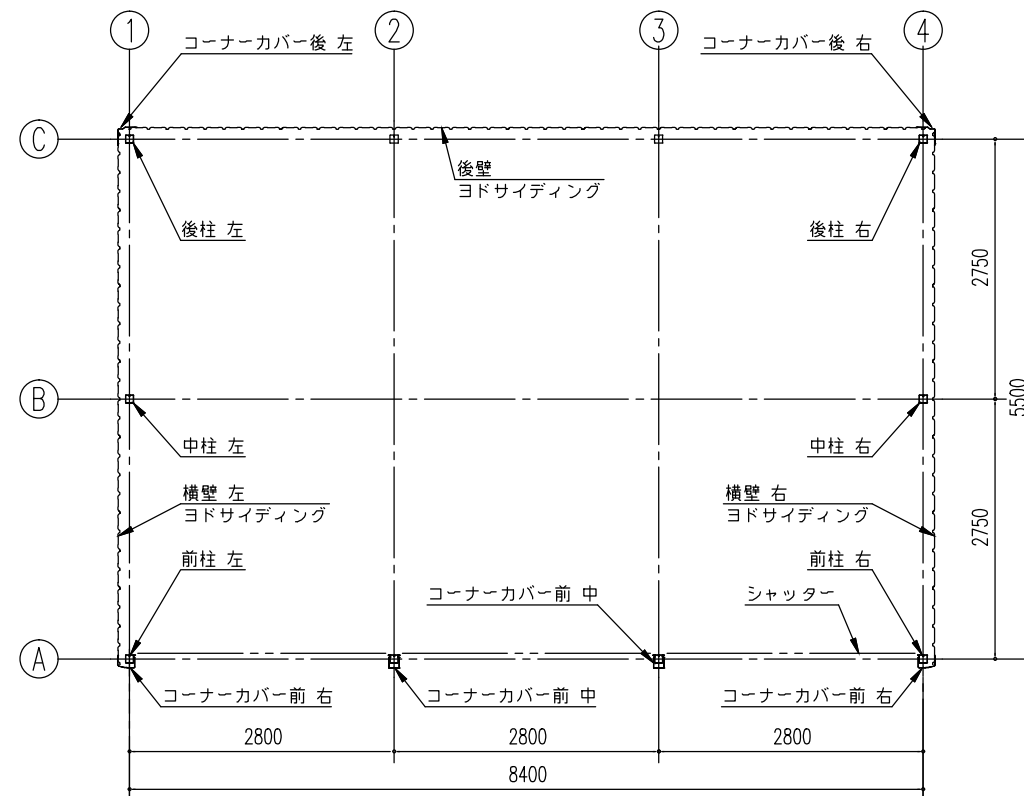 1
2
3
4
コーナーカバー後 左
コーナーカバー後 右
C
後壁
ヨドサイディング
後柱 左
後柱 右
2750
B
5500
中柱 左
中柱 右
横壁 左
ヨドサイディング
横壁 右
ヨドサイディング
2750
前柱 左
前柱 右
コーナーカバー前 中
シャッター
A
コーナーカバー前 右
コーナーカバー前 中
コーナーカバー前 右
2800
2800
2800
8400